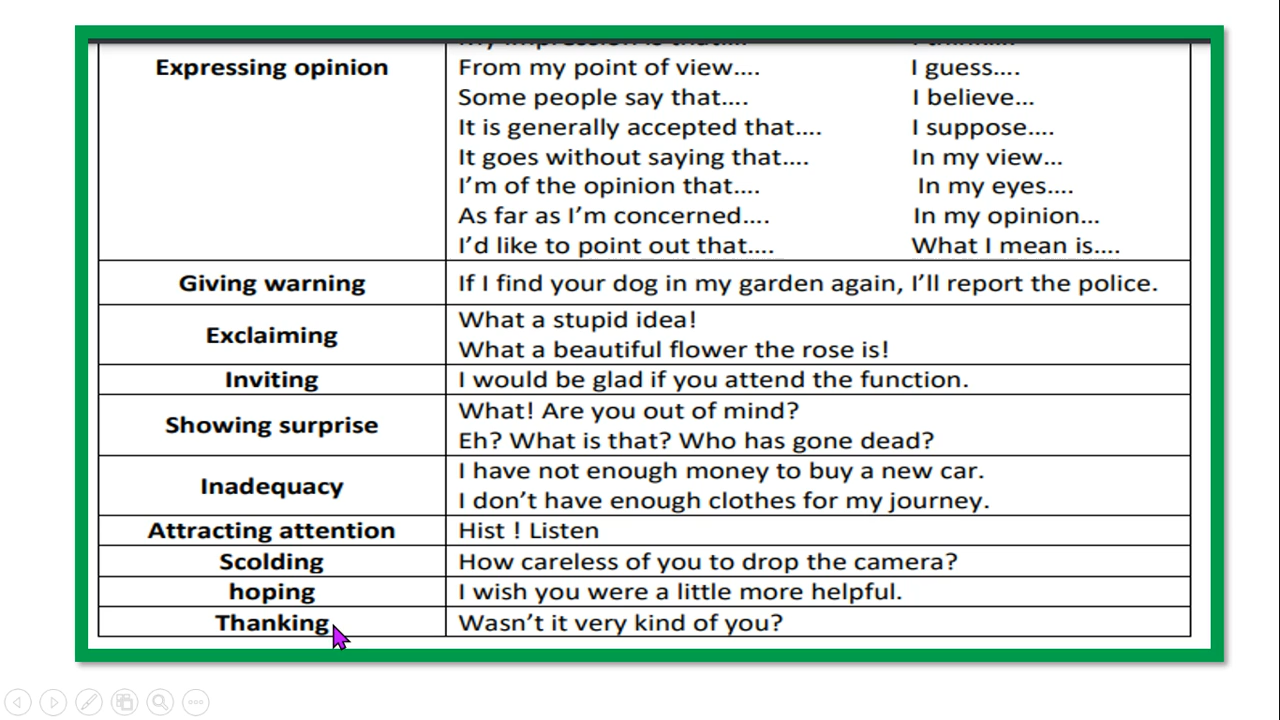 Expressing opinion
From my point of view.... I guess....
Some people say that.... I believe...
It is generally accepted that.... I suppose....
It goes without saying that.... In my view...
I'm of the opinion that.... In my eyes....
As far as I'm concerned.... In my opinion...
I'd like to point out that.... What I mean is....
Giving warning
If I find your dog in my garden again, I'll report the police.
Exclaiming
What a stupid idea!
What a beautiful flower the rose is!
Inviting
I would be glad if you attend the function.
Showing surprise
What! Are you out of mind?
Eh? What is that? Who has gone dead?
Inadequacy
I have not enough money to buy a new car.
I don't have enough clothes for my journey.
Attracting attention
Hist ! Listen
Scolding
How careless of you to drop the camera?
hoping
I wish you were a little more helpful.
Thanking
Wasn't it very kind of you?